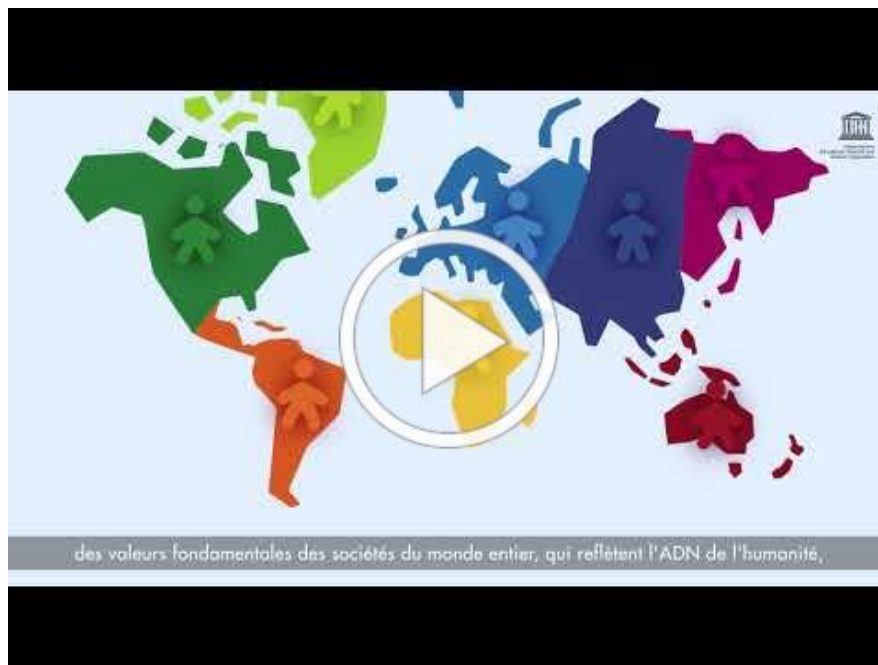 des valeurs fondamentales des sociétés du monde entier, qui reflètent l'ADN de l'humanité,